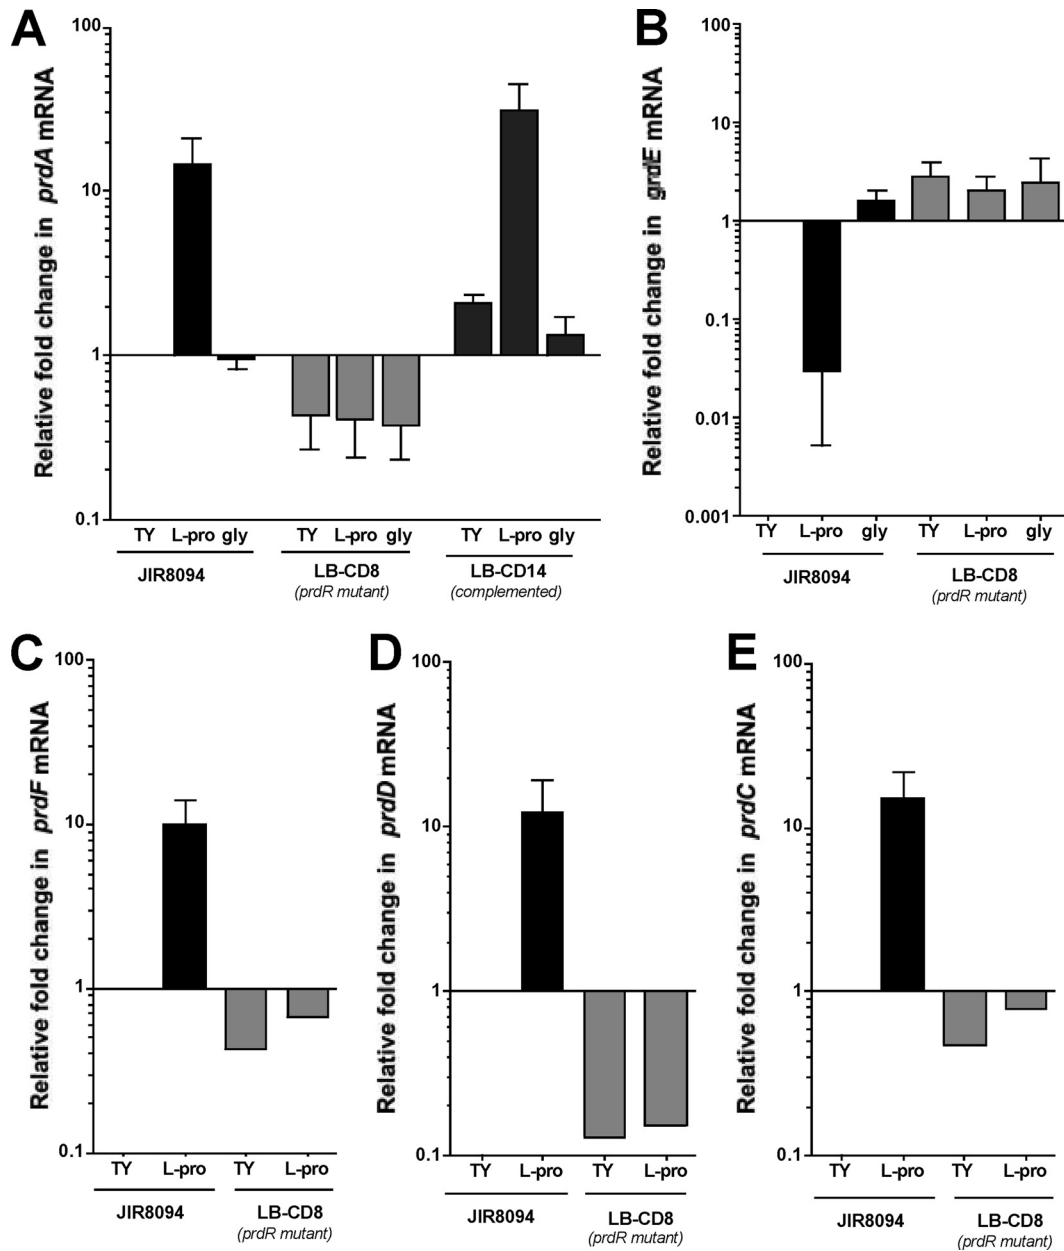 A
Relative fold change in prdA mRNA
100
10
1
0.1
TY L-pro gly TY L-pro gly TY L-pro gly
JIR8094 LB-CD8 LB-CD14
(prdR mutant) (complemented)
B
Relative fold change in grdE mRNA
100
10
1
0.1
0.01
0.001
TY L-pro gly TY L-pro gly
JIR8094 LB-CD8
(prdR mutant)
C
Relative fold change in prdF mRNA
100
10
1
0.1
TY L-pro TY L-pro
JIR8094 LB-CD8
(prdR mutant)
D
Relative fold change in prdD mRNA
100
10
1
0.1
TY L-pro TY L-pro
JIR8094 LB-CD8
(prdR mutant)
E
Relative fold change in prdC mRNA
100
10
1
0.1
TY L-pro TY L-pro
JIR8094 LB-CD8
(prdR mutant)